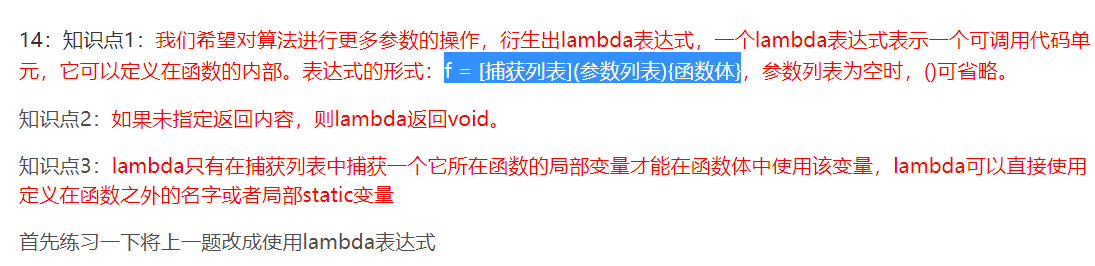 14：知识点1：我们希望对算法进行更多参数的操作，衍生出lambda表达式，一个lambda表达式表示一个可调用代码单
元，它可以定义在函数的内部。表达式的形式：f = [捕获列表](参数列表){函数体}，参数列表为空时，()可省略。
知识点2：如果未指定返回内容，则lambda返回void。
知识点3：lambda只有在捕获列表中捕获一个它所在函数的局部变量才能在函数体中使用该变量，lambda可以直接使用
定义在函数之外的名字或者局部static变量
首先练习一下将上一题改成使用lambda表达式